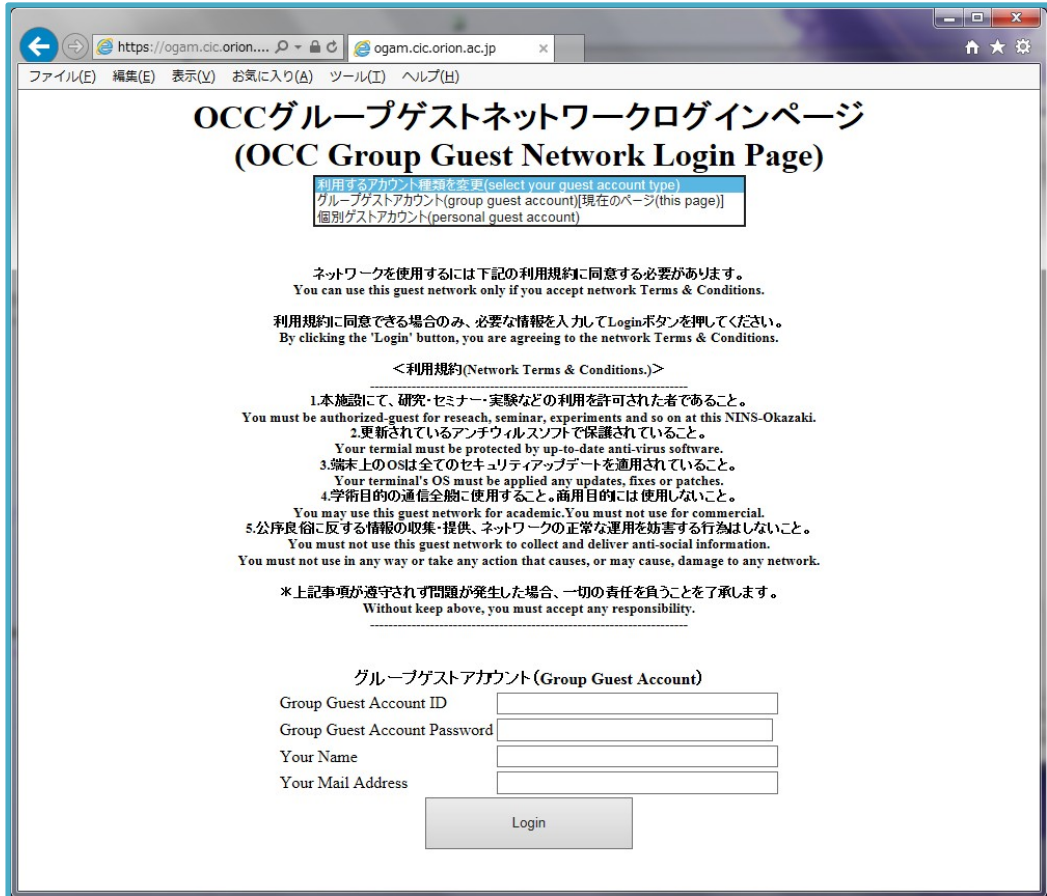 https://ogam.cic.orion....
ogam.cic.orion.ac.jp
ファイル(F) 編集(E) 表示(V) お気に入り(A) ツール(T) ヘルプ(H)
OCCグループゲストネットワークログインページ
(OCC Group Guest Network Login Page)
利用するアカウント種類を変更(select your guest account type)
グループゲストアカウント(group guest account)[現在のページ(this page)]
個別ゲストアカウント(personal guest account)
ネットワークを使用するには下記の利用規約に同意する必要があります。
You can use this guest network only if you accept network Terms & Conditions.
利用規約に同意できる場合のみ、必要な情報を入力してLoginボタンを押してください。
By clicking the 'Login' button, you are agreeing to the network Terms & Conditions.
＜利用規約(Network Terms & Conditions.)＞
----------------------------------------------------------------------
1.本施設にて、研究・セミナー・実験などの利用を許可された者であること。
You must be authorized-guest for reseach, seminar, experiments and so on at this NINS-Okazaki.
2.更新されているアンチウィルスソフトで保護されていること。
Your termial must be protected by up-to-date anti-virus software.
3.端末上のOSは全てのセキュリティアップデートを適用されていること。
Your terminal's OS must be applied any updates, fixes or patches.
4.学術目的の通信全般に使用すること。商用目的には使用しないこと。
You may use this guest network for academic.You must not use for commercial.
5.公序良俗に反する情報の収集・提供、ネットワークの正常な運用を妨害する行為はしないこと。
You must not use this guest network to collect and deliver anti-social information.
You must not use in any way or take any action that causes, or may cause, damage to any network.
＊上記事項が遵守されず問題が発生した場合、一切の責任を負うことを了承します。
Without keep above, you must accept any responsibility.
----------------------------------------------------------------------
グループゲストアカウント(Group Guest Account)
Group Guest Account ID
Group Guest Account Password
Your Name
Your Mail Address
Login